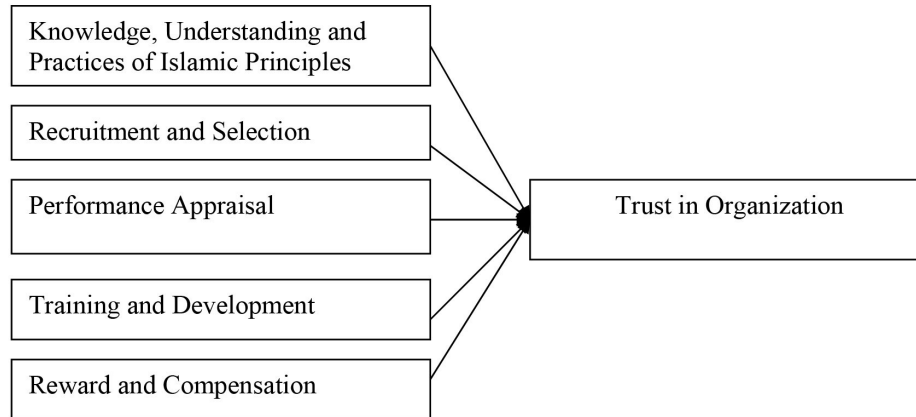 Knowledge, Understanding and
Practices of Islamic Principles
Recruitment and Selection
Performance Appraisal
Trust in Organization
Training and Development
Reward and Compensation